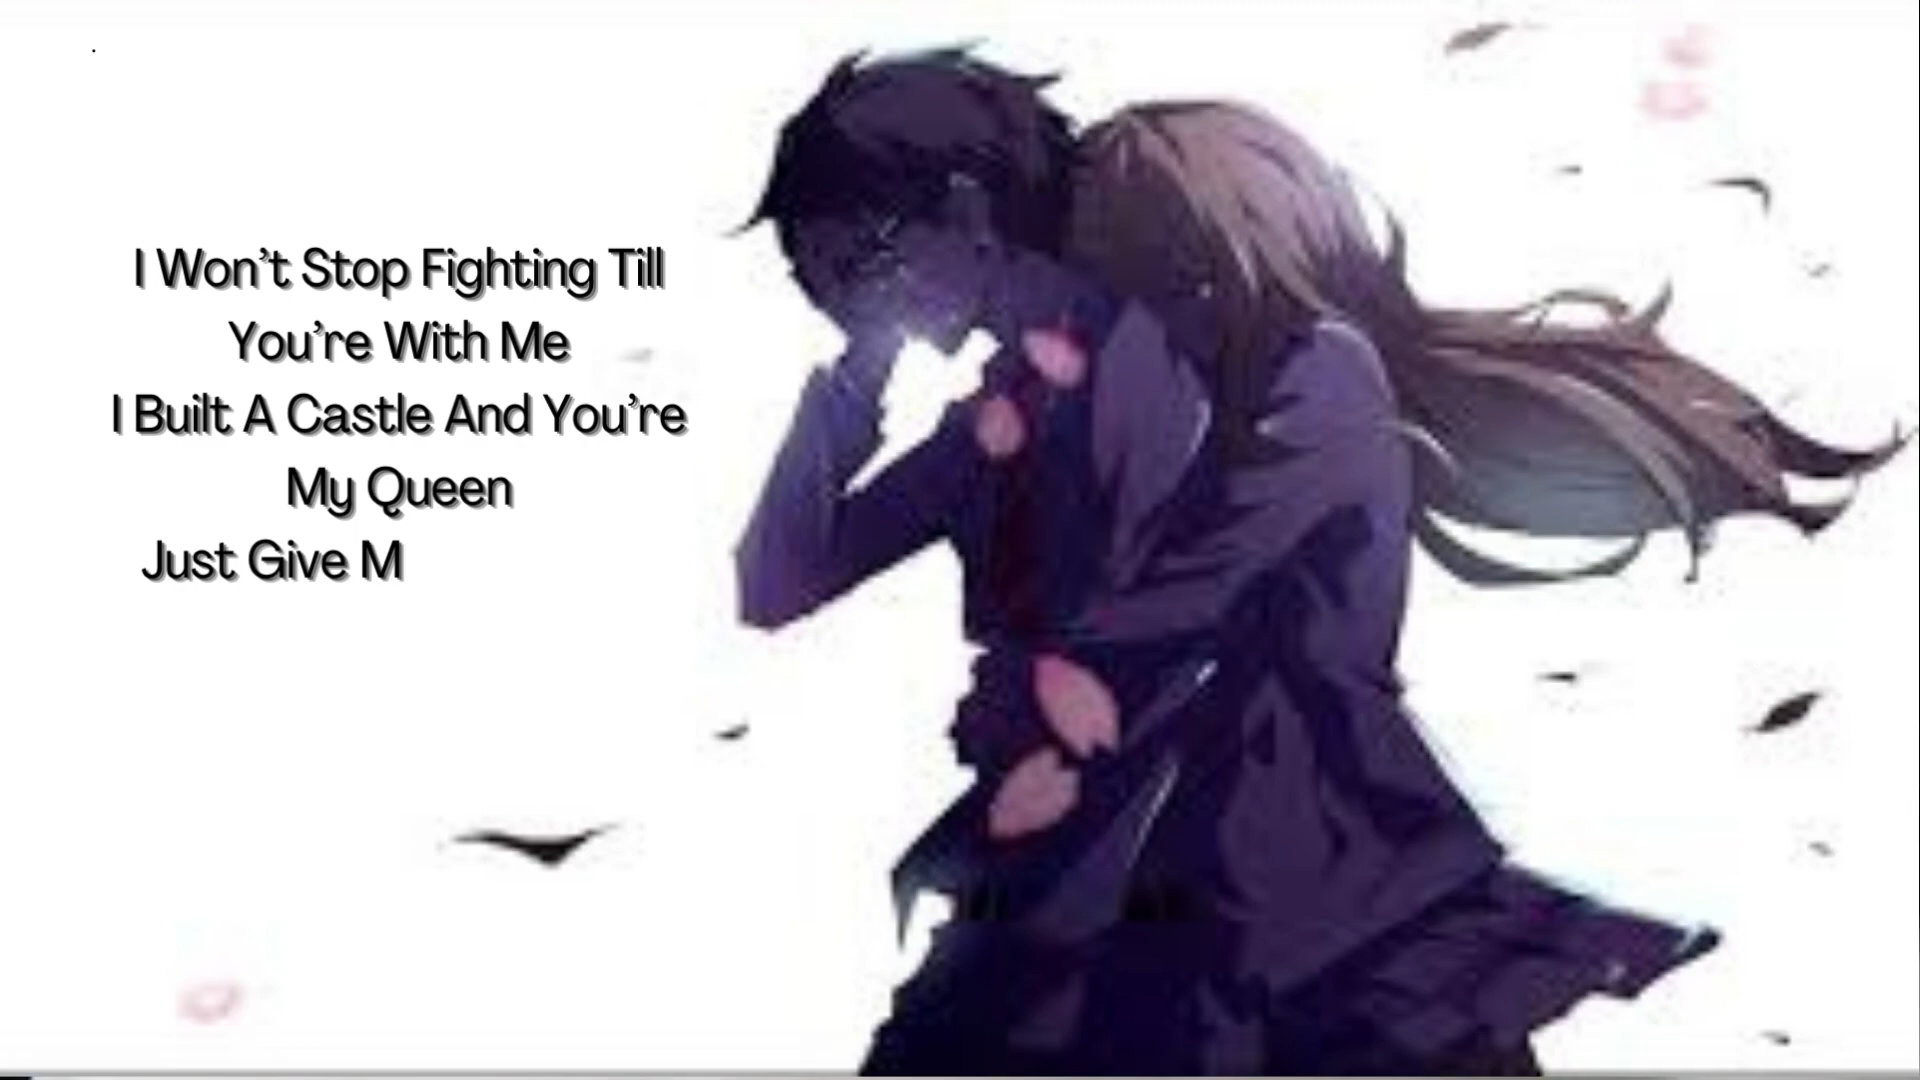 I Won't Stop Fighting Till
You're With Me
I Built A Castle And You're
My Queen
Just Give M